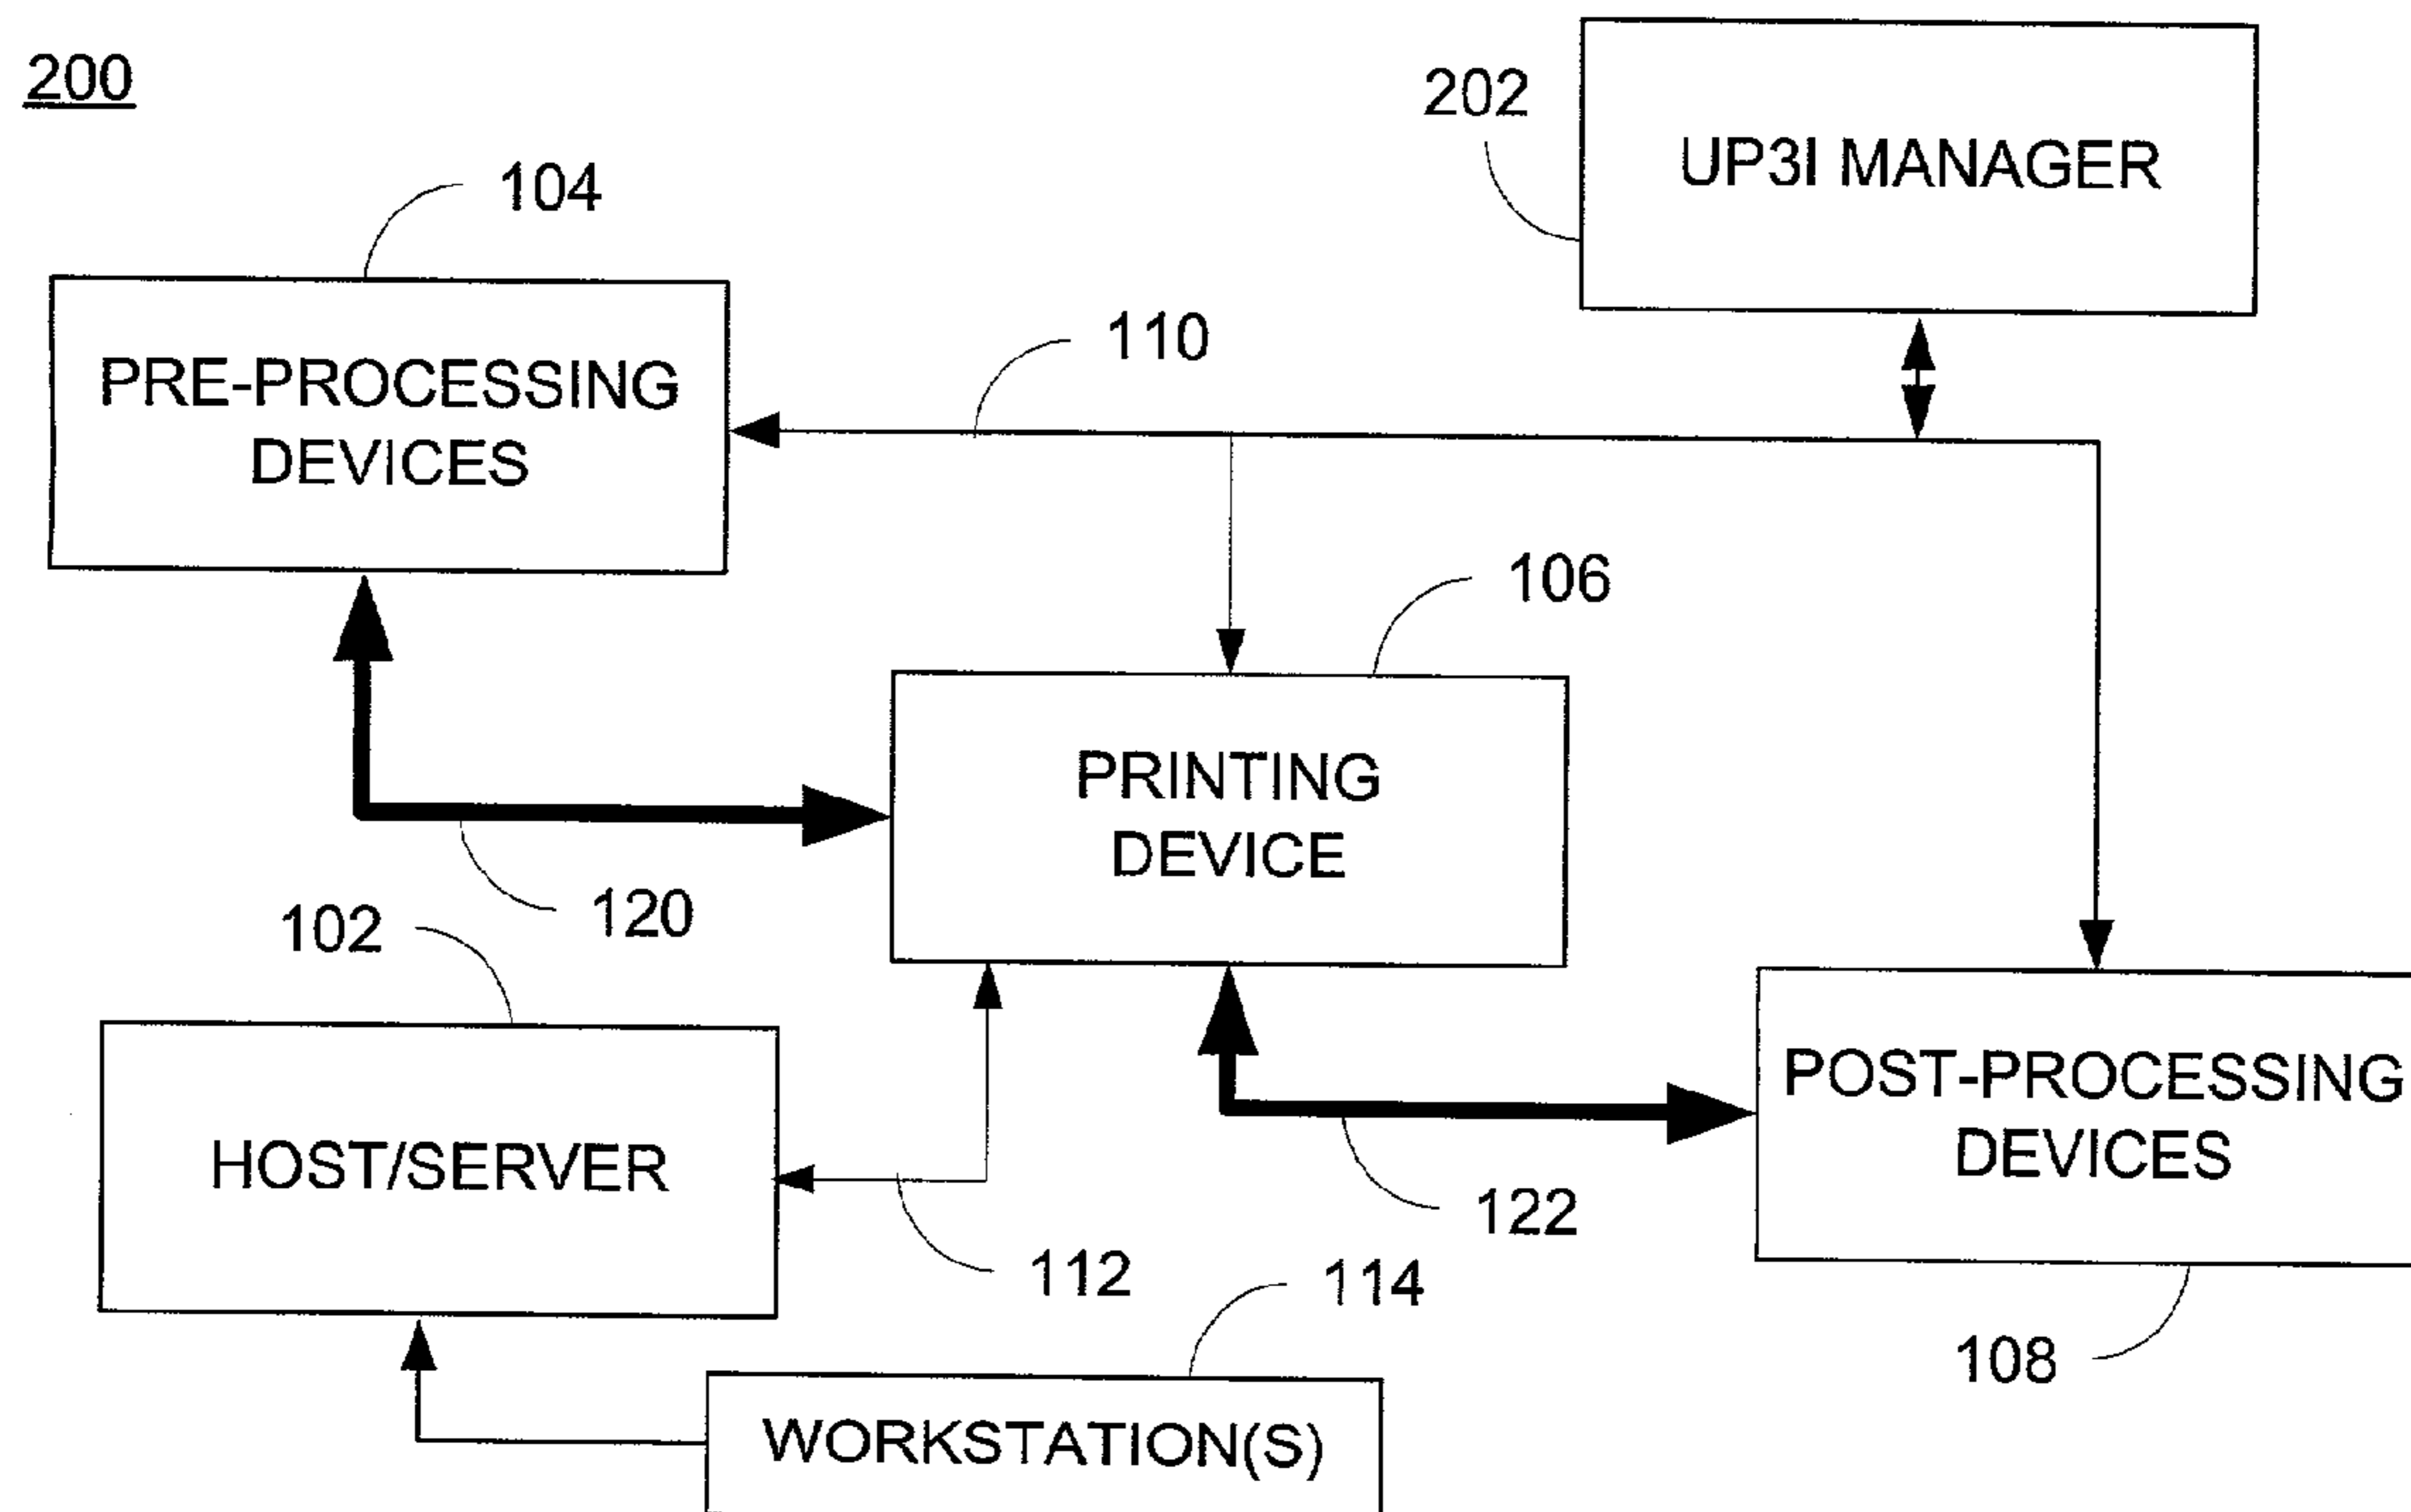 200
202
UP3I MANAGER
104
110
PRE-PROCESSING
DEVICES
106
PRINTING
DEVICE
120
102
POST-PROCESSING
DEVICES
HOST/SERVER
122
112
114
108
WORKSTATION(S)